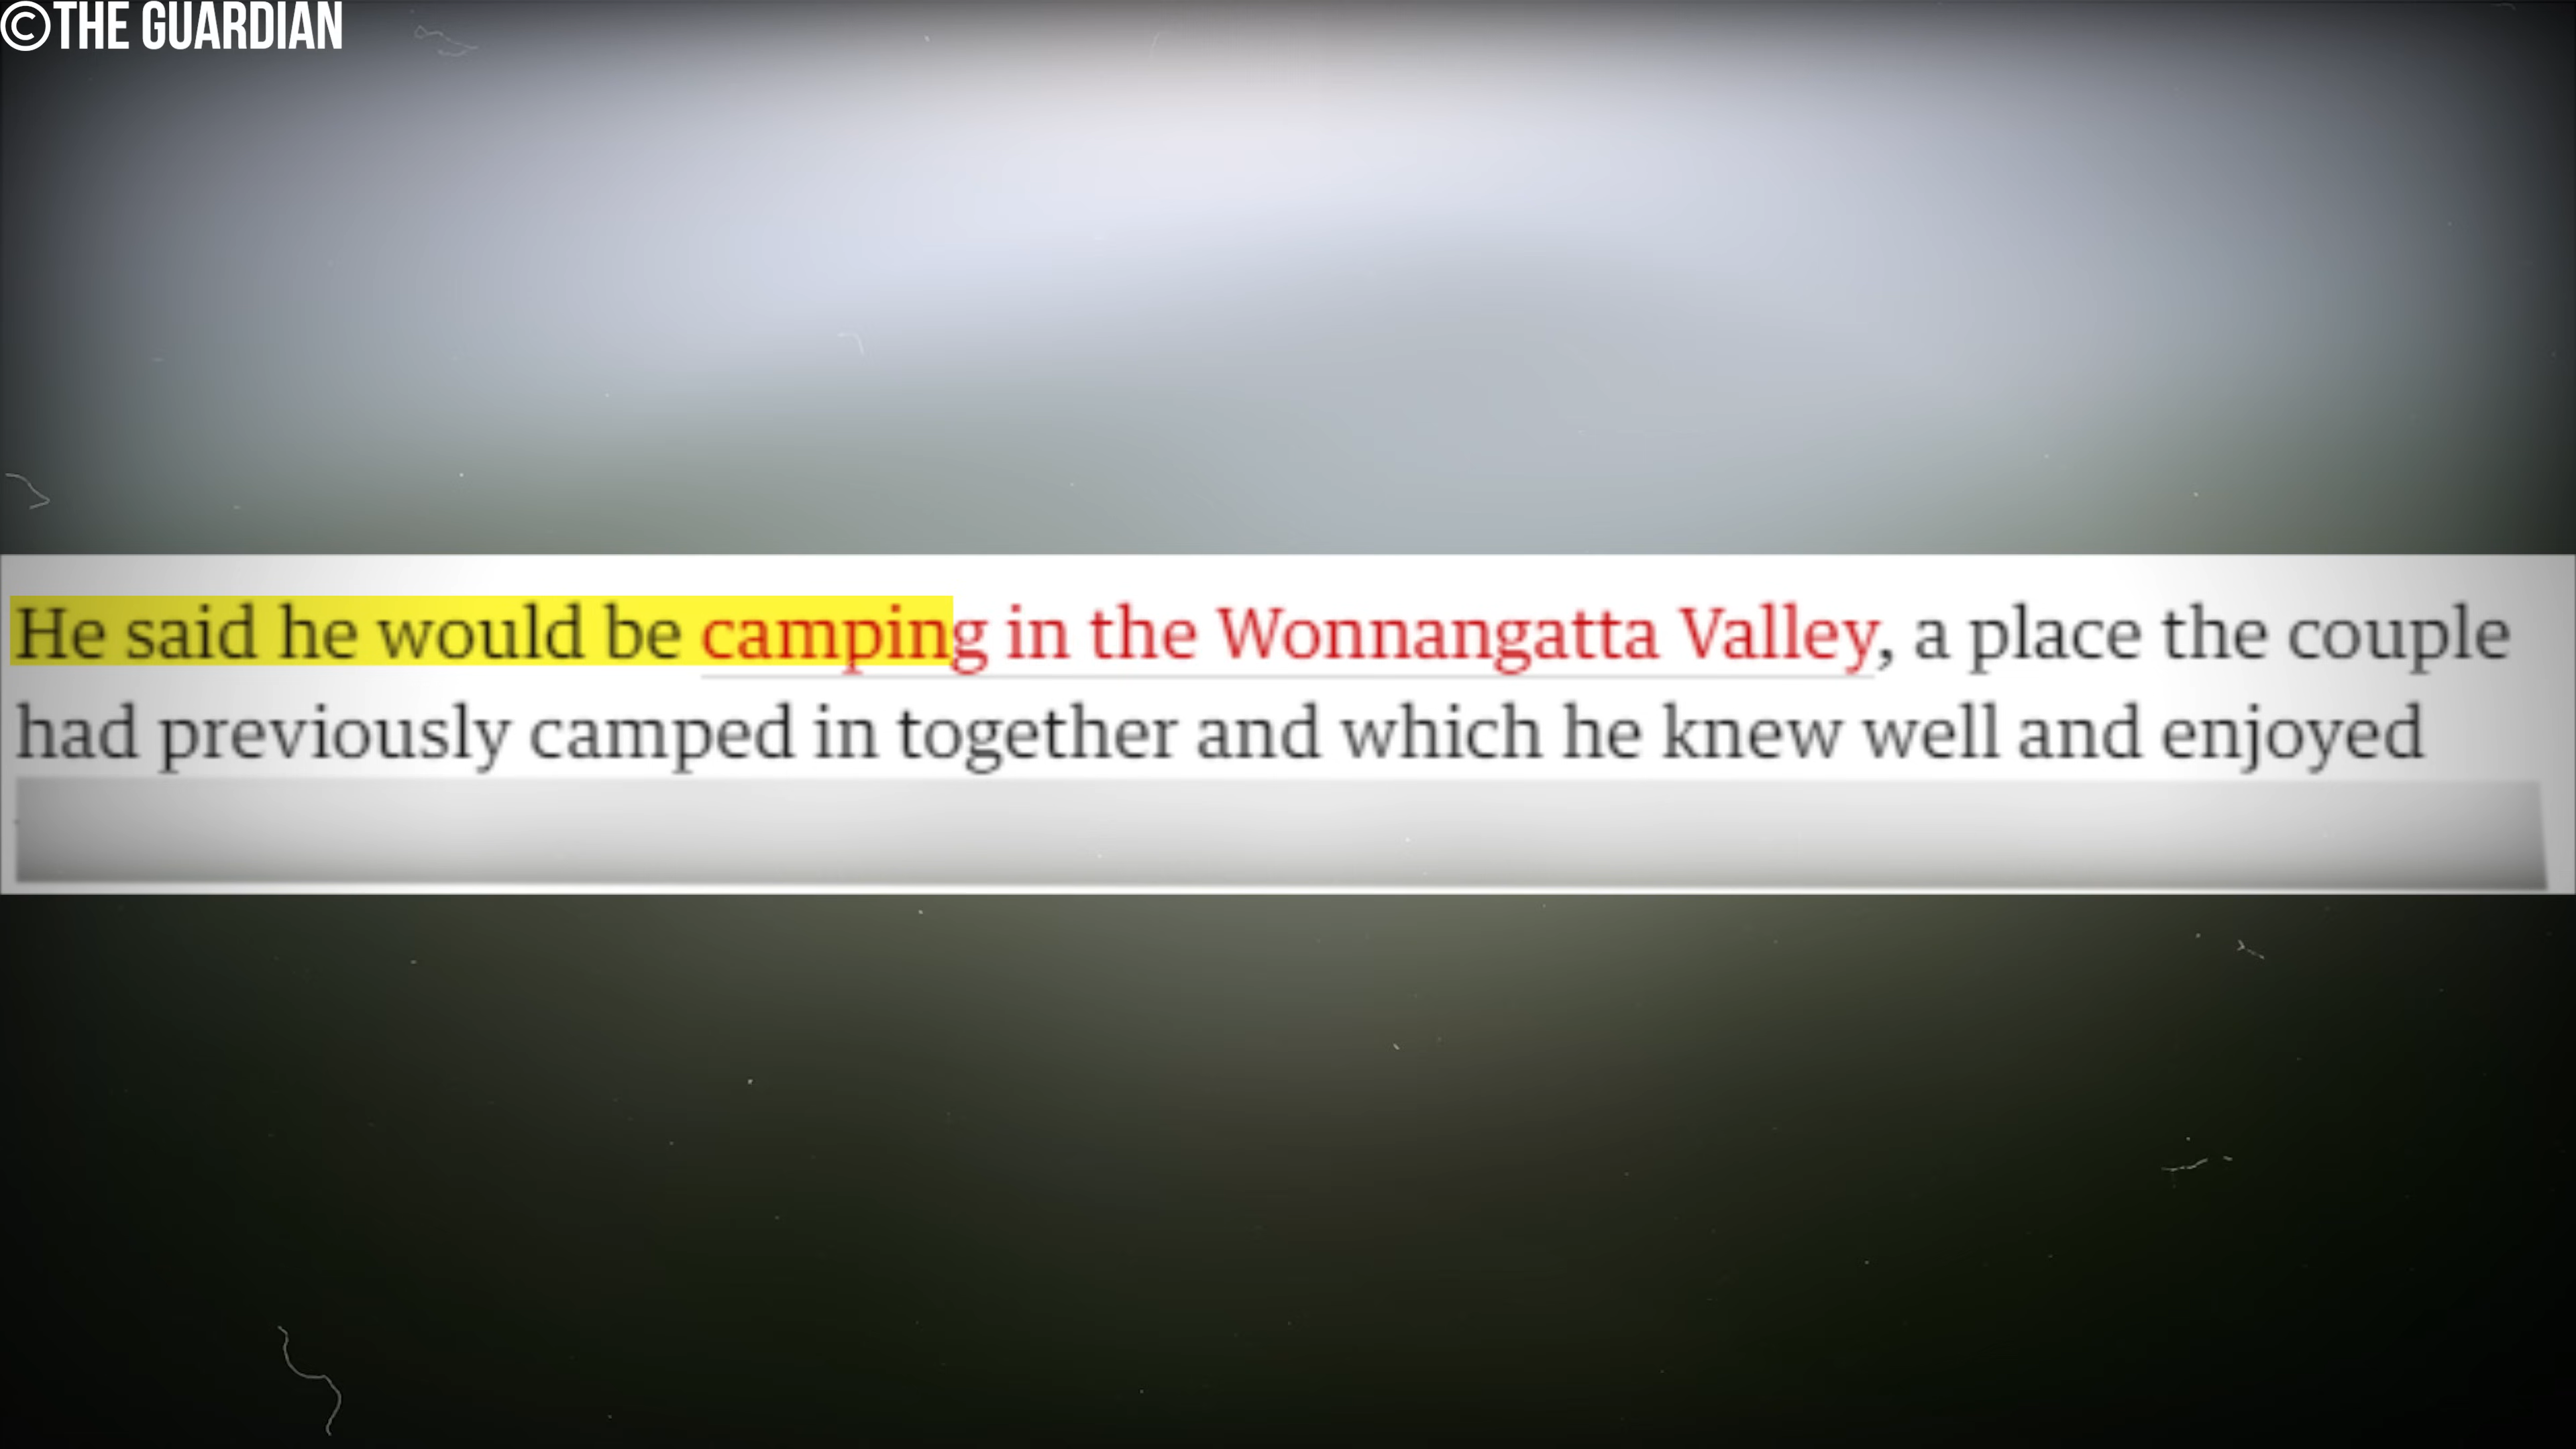 ©THE GUARDIAN
He said he would be camping in the Wonnangatta Valley, a place the couple
had previously camped in together and which he knew well and enjoyed